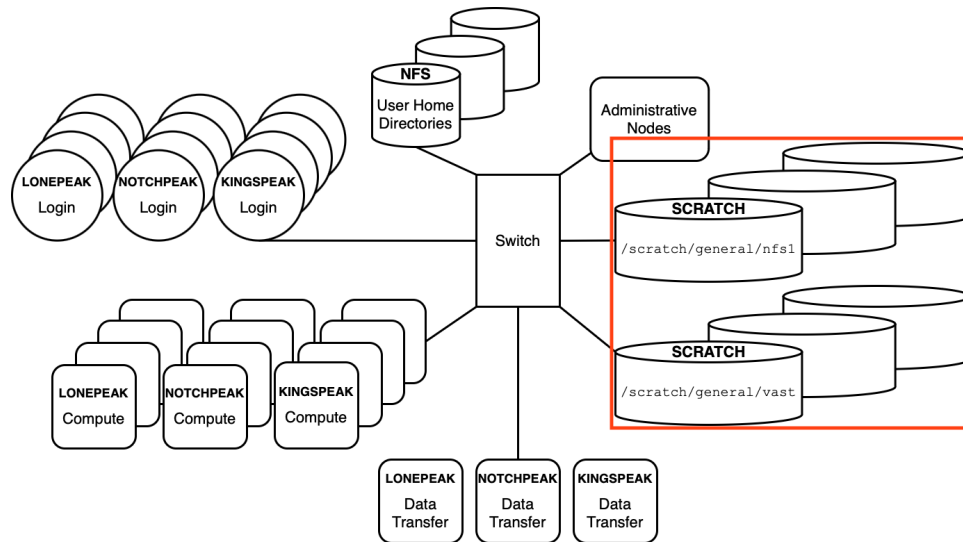 NFS
User Home
Directories
Administrative
Nodes
LONEPEAK
Login
NOTCHPEAK
Login
KINGSPEAK
Login
Switch
SCRATCH
/scratch/general/nfs1
SCRATCH
/scratch/general/vast
LONEPEAK
Compute
NOTCHPEAK
Compute
KINGSPEAK
Compute
LONEPEAK
Data
Transfer
NOTCHPEAK
Data
Transfer
KINGSPEAK
Data
Transfer